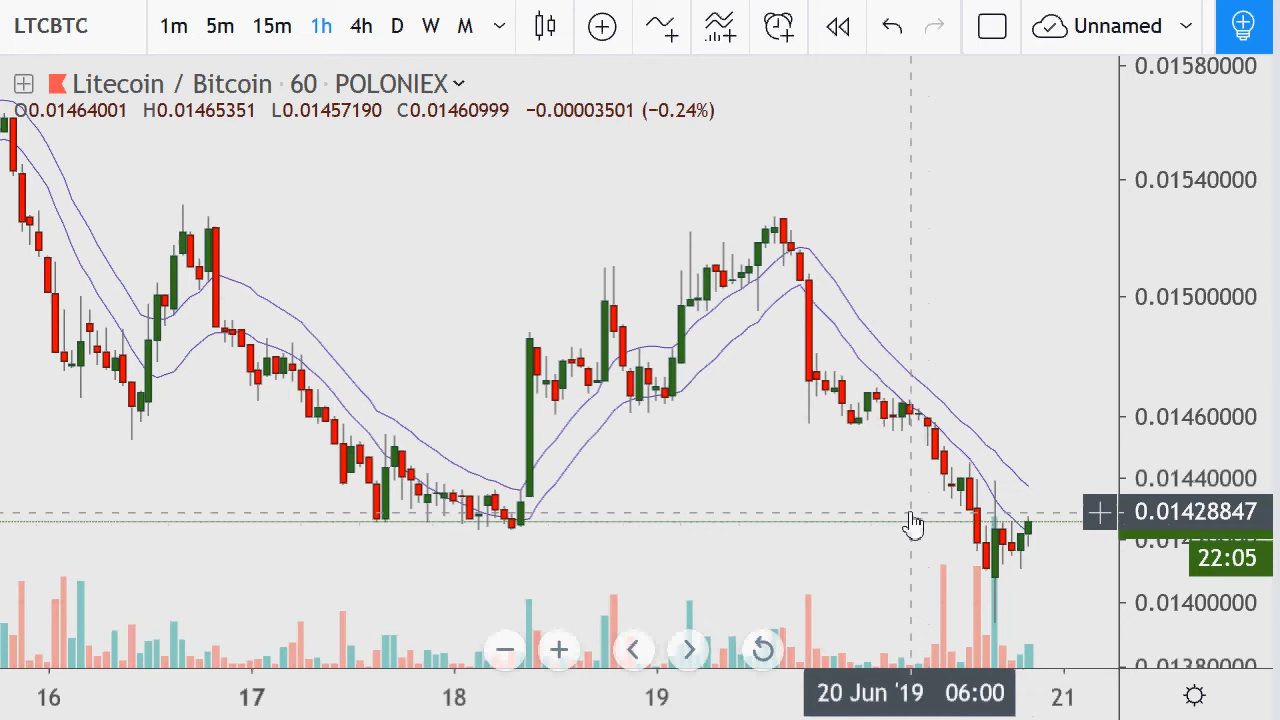 LTCBTC 1m 5m 15m 1h 4h D W M Unnamed
Litecoin / Bitcoin · 60 · POLONIEX
O0.01464001 H0.01465351 L0.01457190 C0.01460999 −0.00003501 (−0.24%)
0.01580000
0.01540000
0.01500000
0.01460000
0.01440000
0.01428847
22:05
0.01400000
0.01380000
16 17 18 19 20 Jun '19 06:00 21